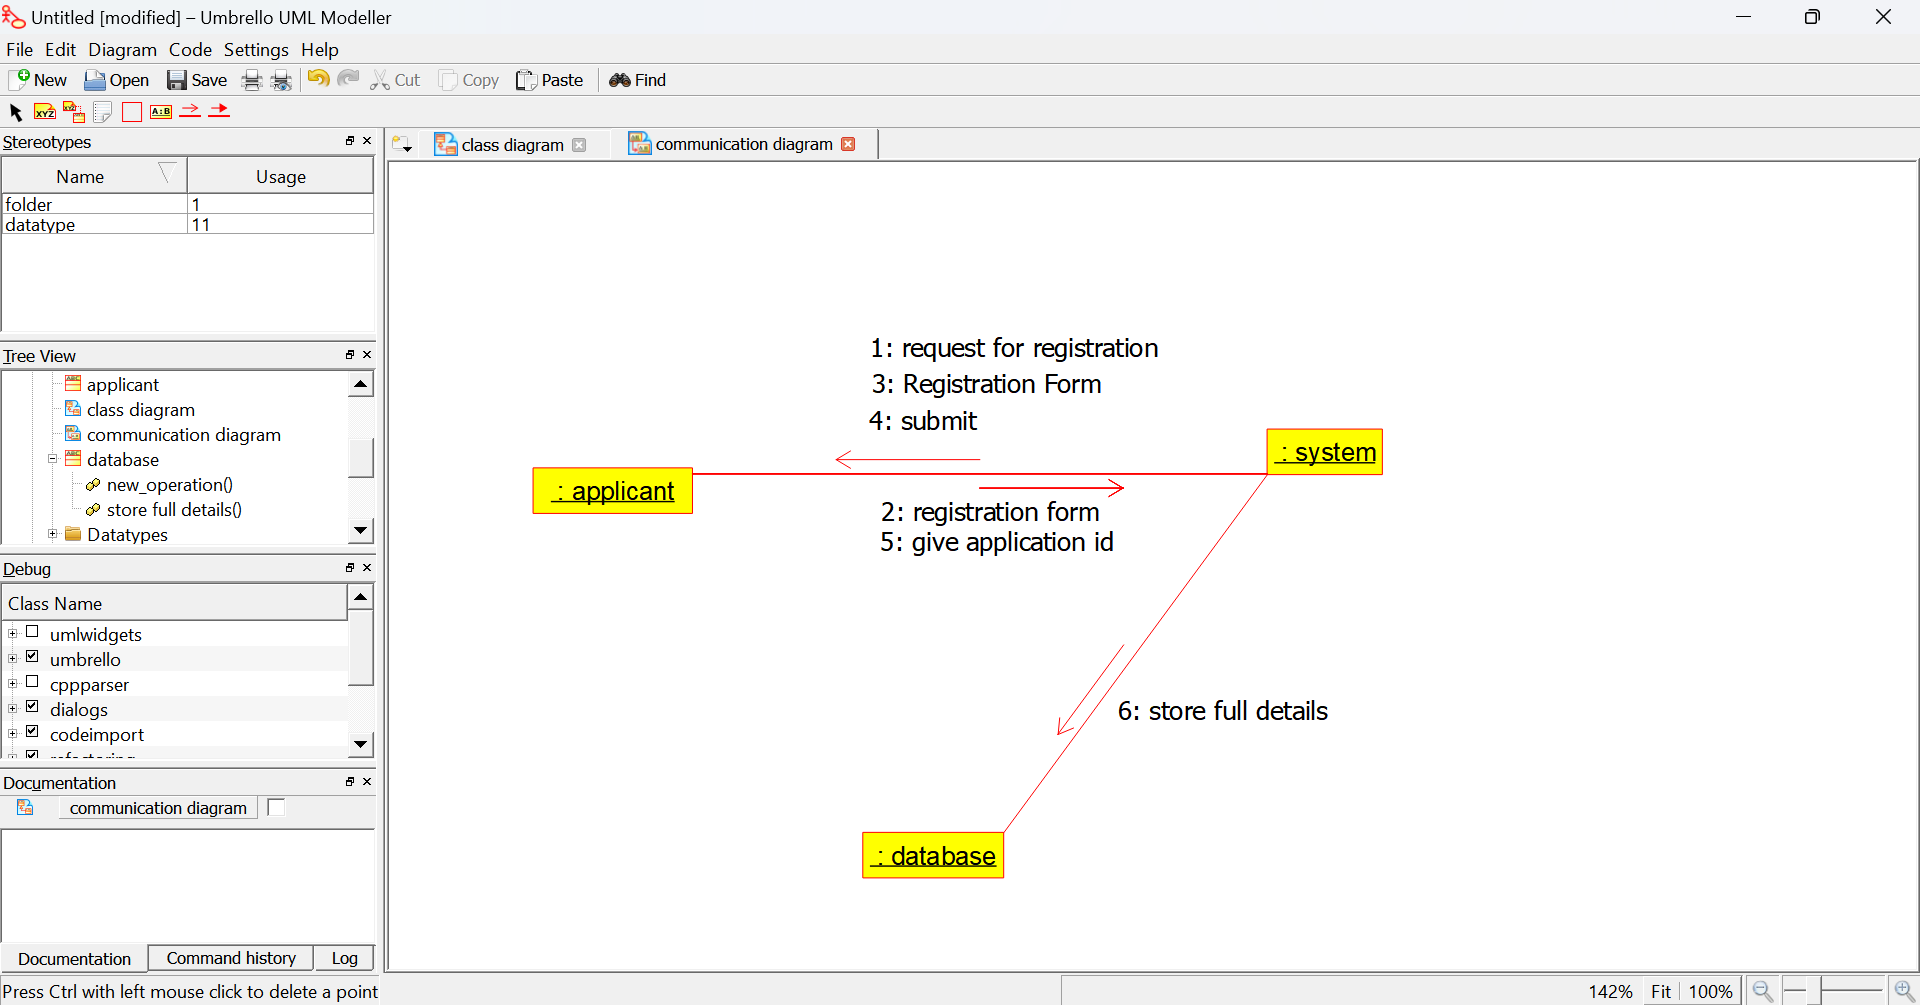 Untitled [modified] – Umbrello UML Modeller
File Edit Diagram Code Settings Help
New Open Save Cut Copy Paste Find
XYZ XYZ A:B
Stereotypes
class diagram communication diagram
Name Usage
folder 1
datatype 11
Tree View
applicant
class diagram
communication diagram
database
new_operation()
store full details()
Datatypes
Debug
Class Name
umlwidgets
umbrello
cppparser
dialogs
codeimport
refactoring
Documentation
communication diagram
Documentation Command history Log
Press Ctrl with left mouse click to delete a point
1: request for registration
3: Registration Form
4: submit
: system
: applicant
2: registration form
5: give application id
6: store full details
: database
142% Fit 100%